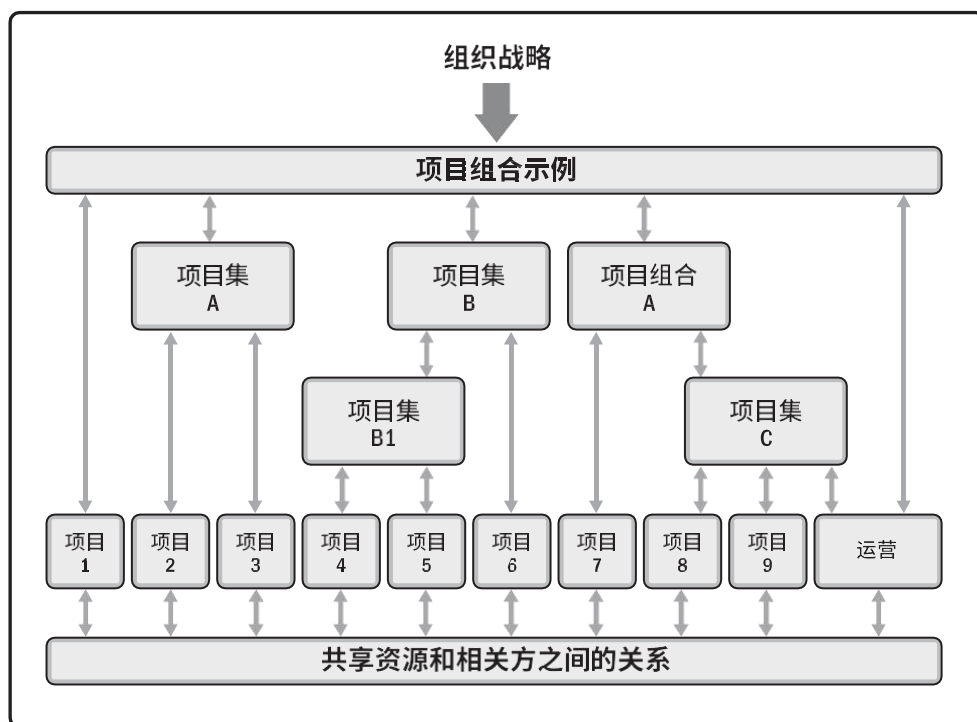 组织战略
项目组合示例
项目集
A
项目集
B
项目组合
A
项目集
B1
项目集
C
项目
1
项目
2
项目
3
项目
4
项目
5
项目
6
项目
7
项目
8
项目
9
运营
共享资源和相关方之间的关系